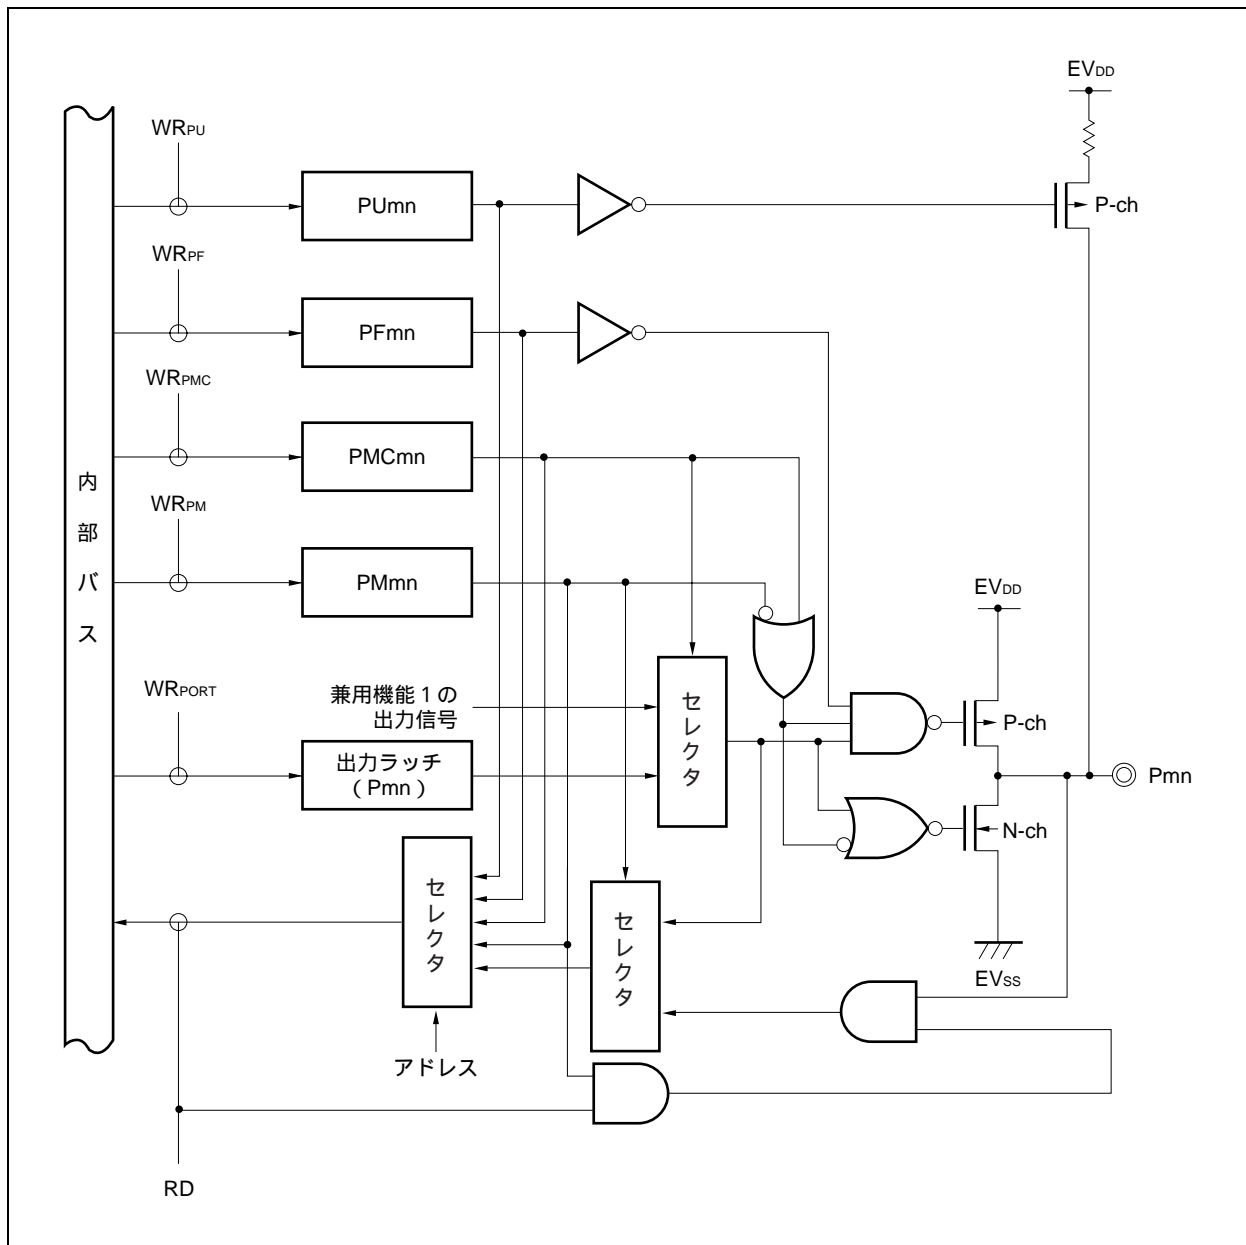 EVDD
WRPU
PUmn
P-ch
WRPF
PFmn
WRPMC
PMCmn
内部バス
WRPM
PMmn
EVDD
WRPORT
兼用機能１の
出力信号
セレクタ
P-ch
出力ラッチ
（Pmn）
Pmn
N-ch
セレクタ
セレクタ
EVSS
アドレス
RD